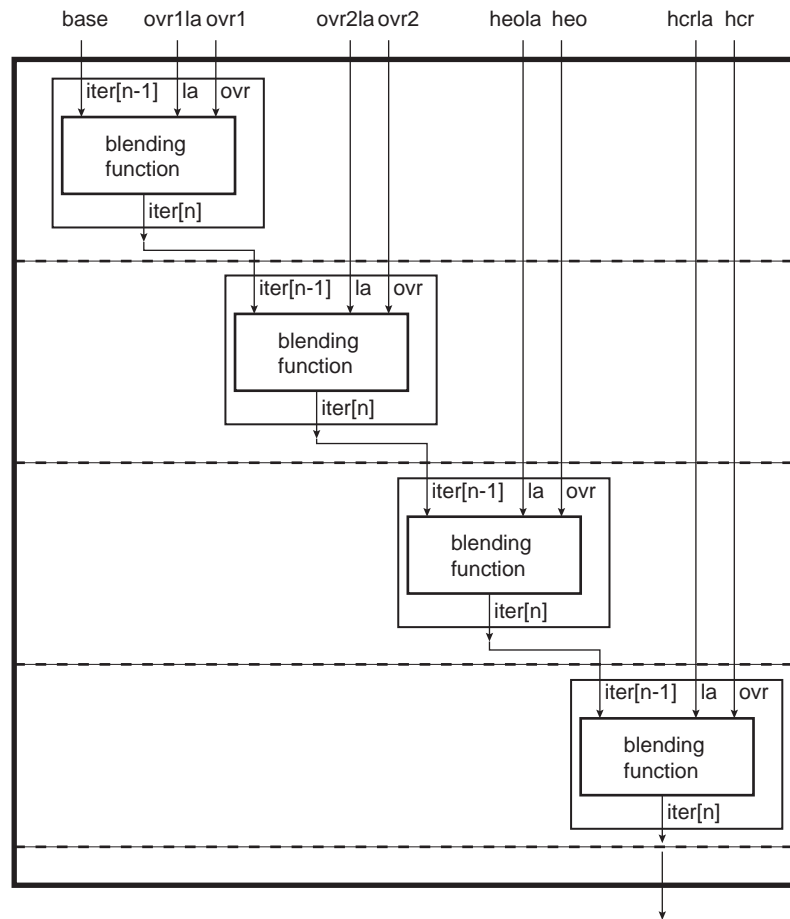 base ovr1la ovr1 ovr2la ovr2 heola heo hcrla hcr
iter[n-1] la ovr
blending
function
iter[n]
iter[n-1] la ovr
blending
function
iter[n]
iter[n-1] la ovr
blending
function
iter[n]
iter[n-1] la ovr
blending
function
iter[n]